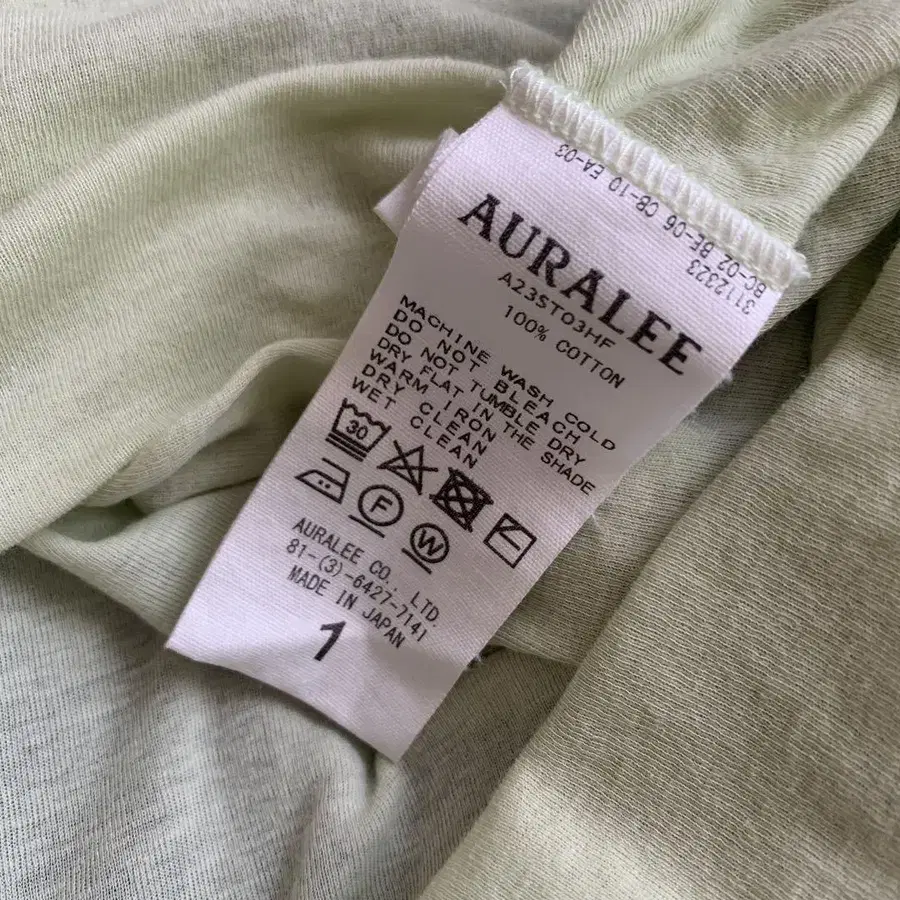 AURALEE
A23ST03HF
100% COTTON
MACHINE WASH COLD
DO NOT BLEACH
DO NOT TUMBLE DRY
DRY FLAT IN THE SHADE
WARM IRON
DRY CLEAN
WET CLEAN
30
F
W
AURALEE CO., LTD.
81-(3)-6427-7141
MADE IN JAPAN
1
3112323
BC-02 BE-06 CB-10 EA-03